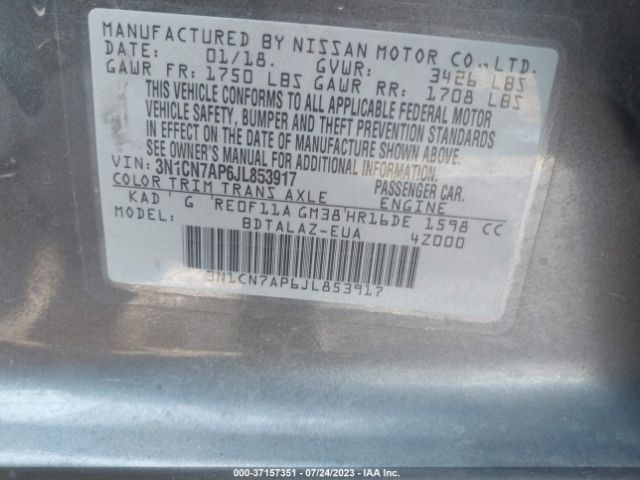 MANUFACTURED BY NISSAN MOTOR CO., LTD.
DATE: 01/18. GVWR: 3426 LBS
GAWR FR: 1750 LBS GAWR RR: 1708 LBS
THIS VEHICLE CONFORMS TO ALL APPLICABLE FEDERAL MOTOR
VEHICLE SAFETY, BUMPER AND THEFT PREVENTION STANDARDS
IN EFFECT ON THE DATE OF MANUFACTURE SHOWN ABOVE.
SEE OWNER'S MANUAL FOR ADDITIONAL INFORMATION.
VIN: 3N1CN7AP6JL853917 PASSENGER CAR.
COLOR TRIM TRANS AXLE ENGINE
KAD G RE0F11A GM38 HR16DE 1598 CC
MODEL: BDTALAZ-EUA 4Z000
3N1CN7AP6JL853917
000-37157351 - 07/24/2023 - IAA Inc.